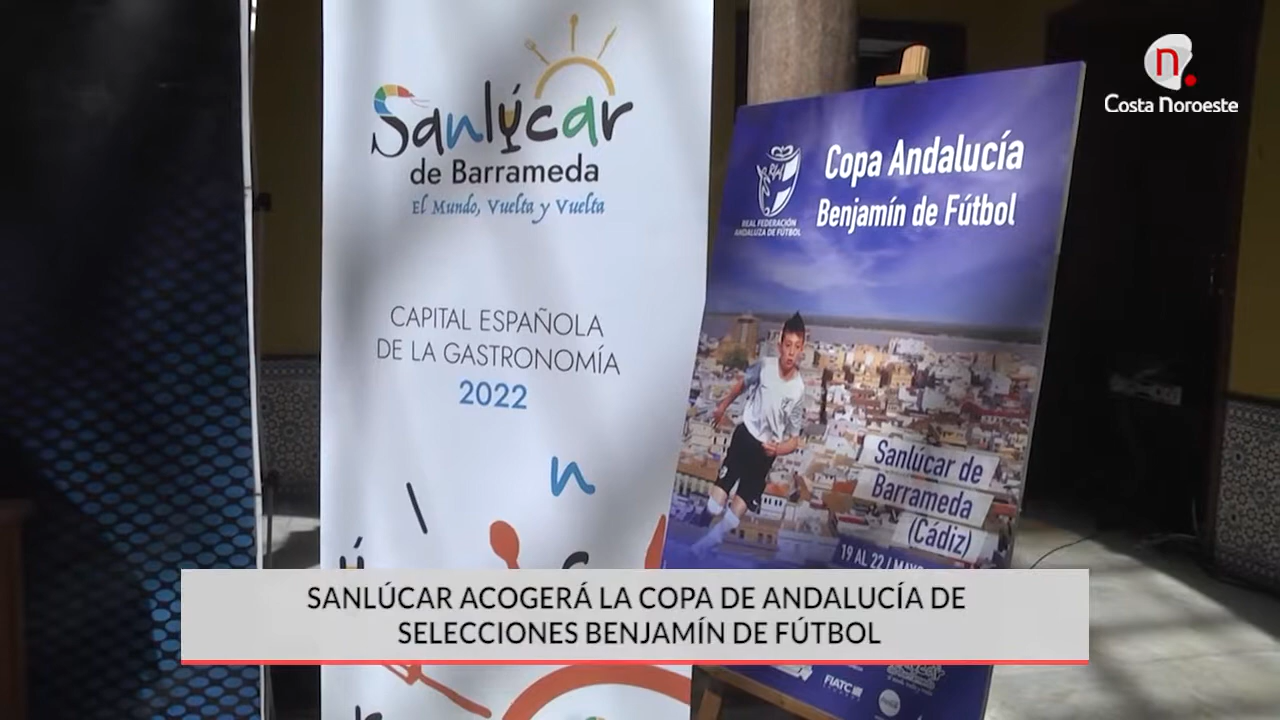 Sanlúcar
de Barrameda
El Mundo, Vuelta y Vuelta
CAPITAL ESPAÑOLA
DE LA GASTRONOMÍA
2022
n
REAL FEDERACIÓN
ANDALUZA DE FÚTBOL
Copa Andalucía
Benjamín de Fútbol
Sanlúcar de
Barrameda
(Cádiz)
19 AL 22 /
FIATC
n.
Costa Noroeste
SANLÚCAR ACOGERÁ LA COPA DE ANDALUCÍA DE
SELECCIONES BENJAMÍN DE FÚTBOL